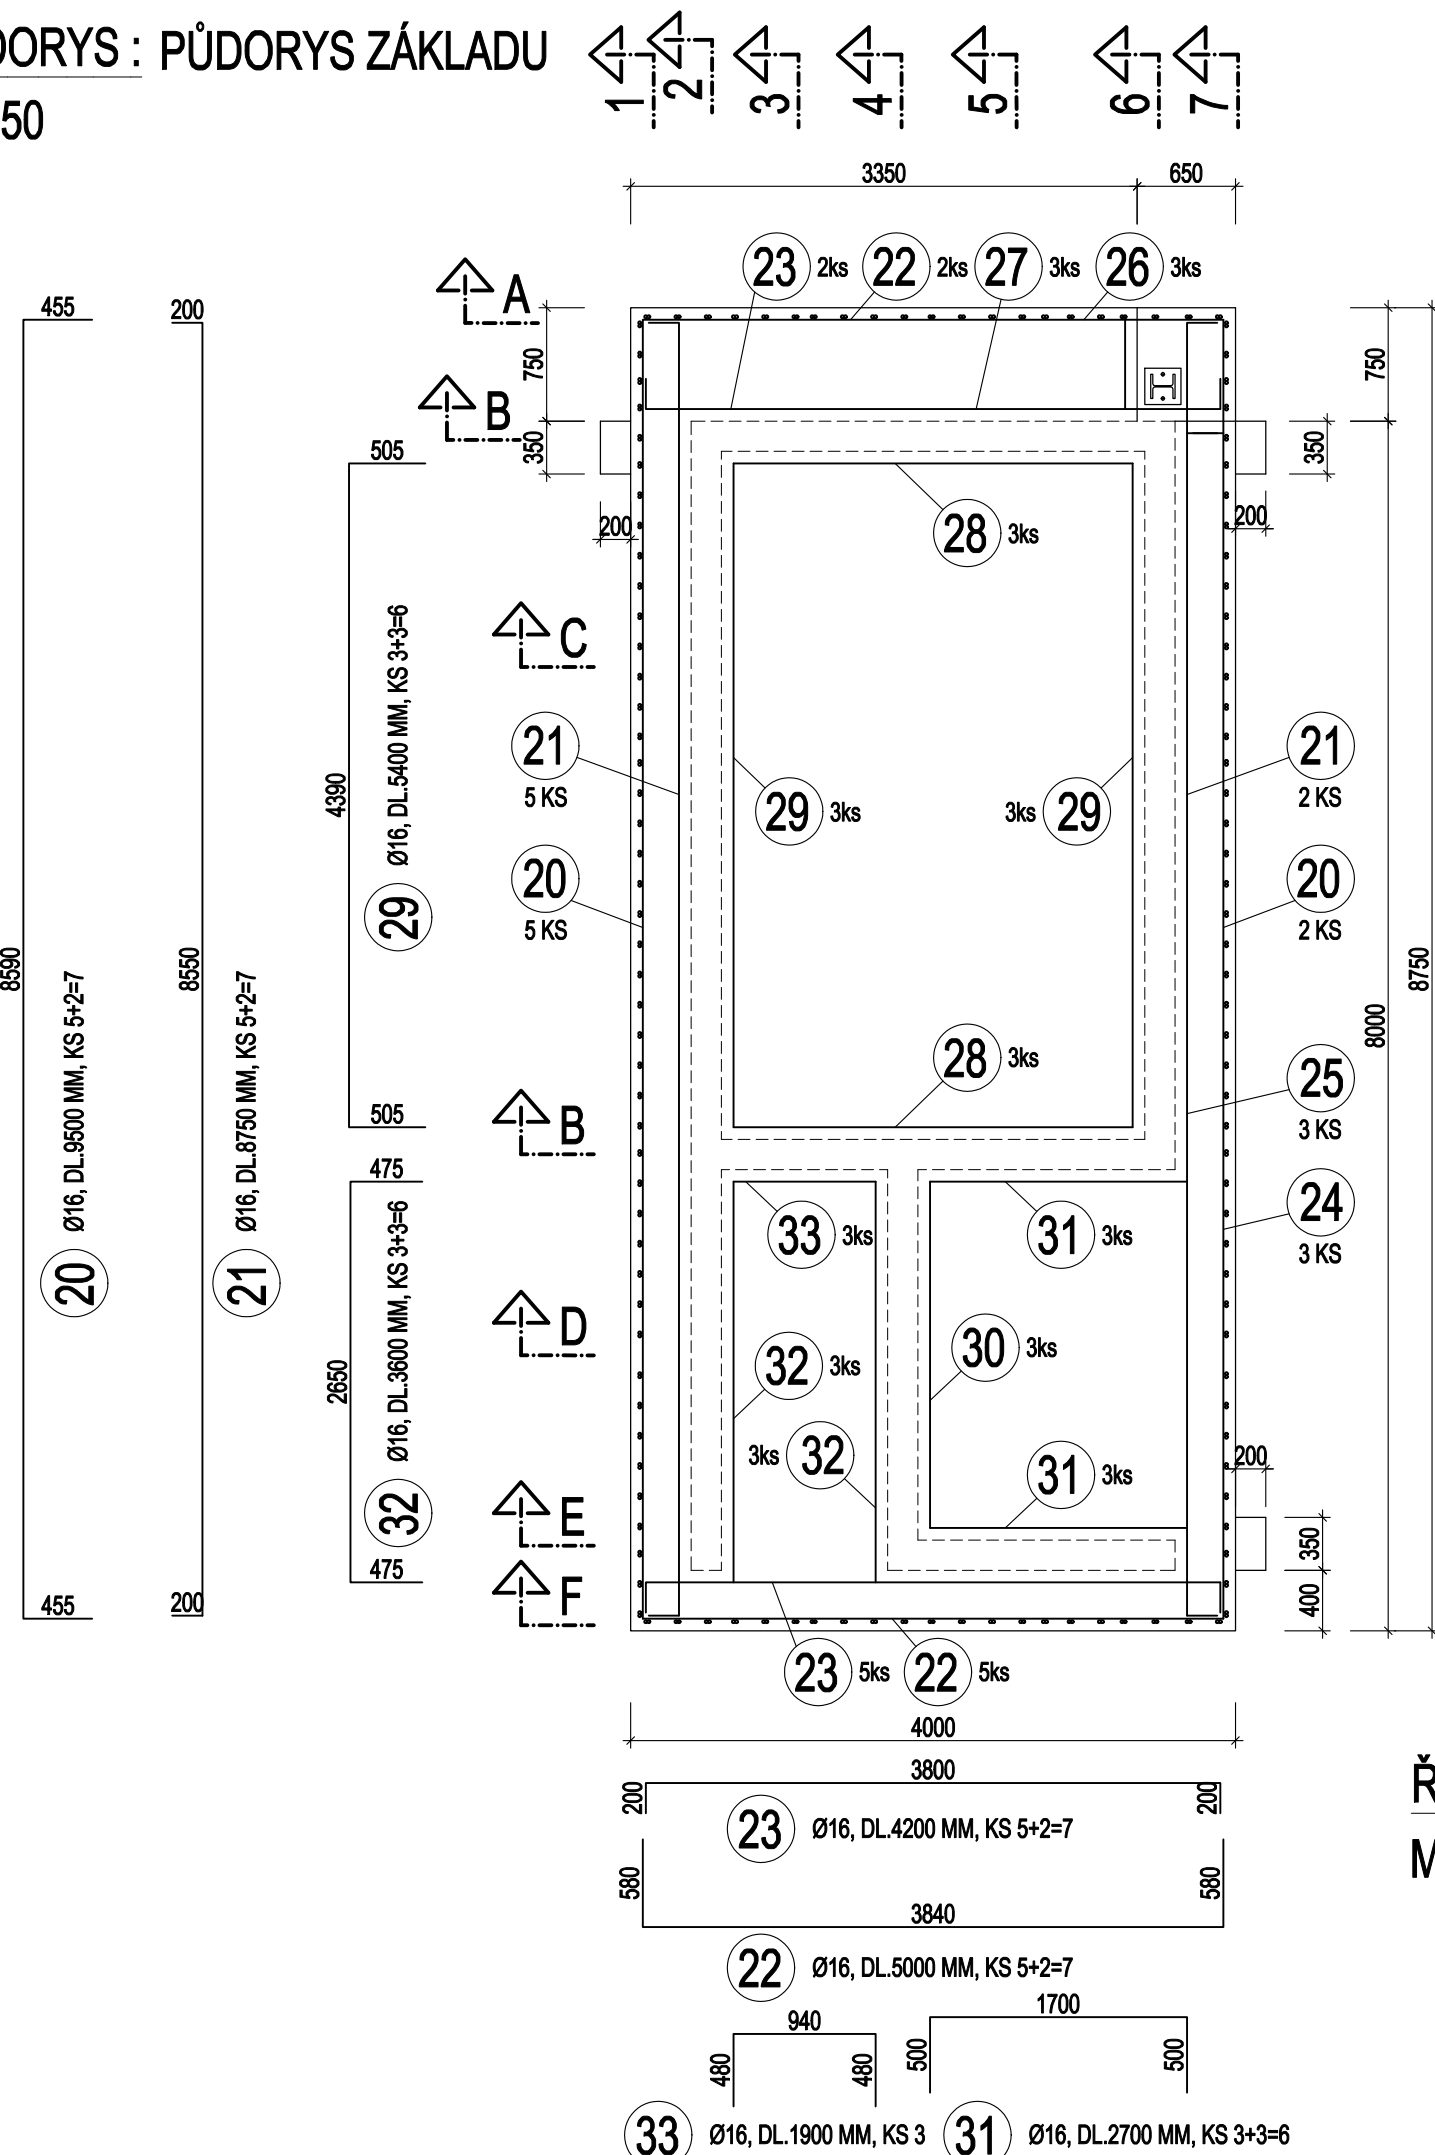 DORYS : PŮDORYS ZÁKLADU
50
1 2 3 4 5 6 7
3350 650
23 2ks 22 2ks 27 3ks 26 3ks
A
455 200
750 750
B
350 350
505
200 200
28 3ks
C
21 21
5 KS 2 KS
29 3ks 3ks 29
20 20
5 KS 2 KS
4390
Ø16, DL.5400 MM, KS 3+3=6
29
8590
Ø16, DL.9500 MM, KS 5+2=7
20
8550
Ø16, DL.8750 MM, KS 5+2=7
21
8750
8000
28 3ks
25
3 KS
505
B
475
24
3 KS
33 3ks 31 3ks
D
30 3ks
32 3ks
2650
Ø16, DL.3600 MM, KS 3+3=6
32
3ks 32
31 3ks
200
E
350
475
F
400
455 200
23 5ks 22 5ks
4000
3800
200 200
23 Ø16, DL.4200 MM, KS 5+2=7
580 580
3840
22 Ø16, DL.5000 MM, KS 5+2=7
940 1700
480 480 500 500
33 Ø16, DL.1900 MM, KS 3 31 Ø16, DL.2700 MM, KS 3+3=6
Ř
M